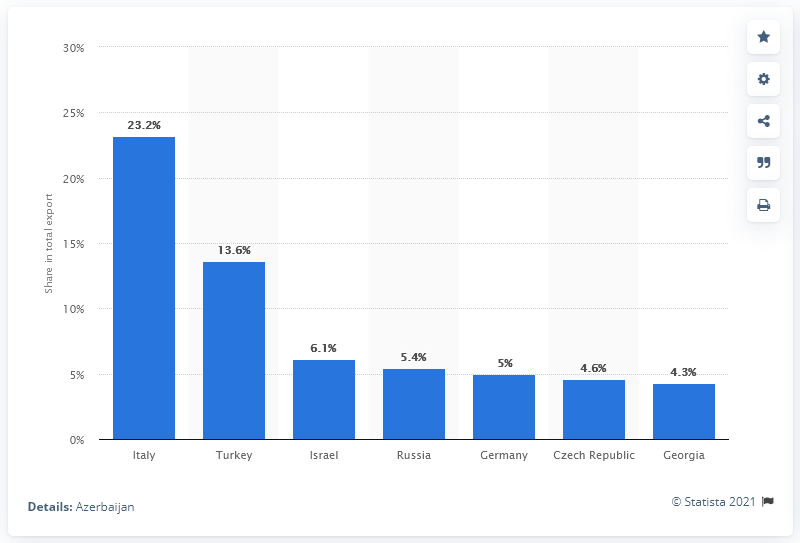 30%
25%
20%
15%
10%
5%
0%
Share in total export
23.2%
13.6%
6.1%
5.4%
5%
4.6%
4.3%
Italy
Turkey
Israel
Russia
Germany
Czech Republic
Georgia
Details: Azerbaijan
© Statista 2021